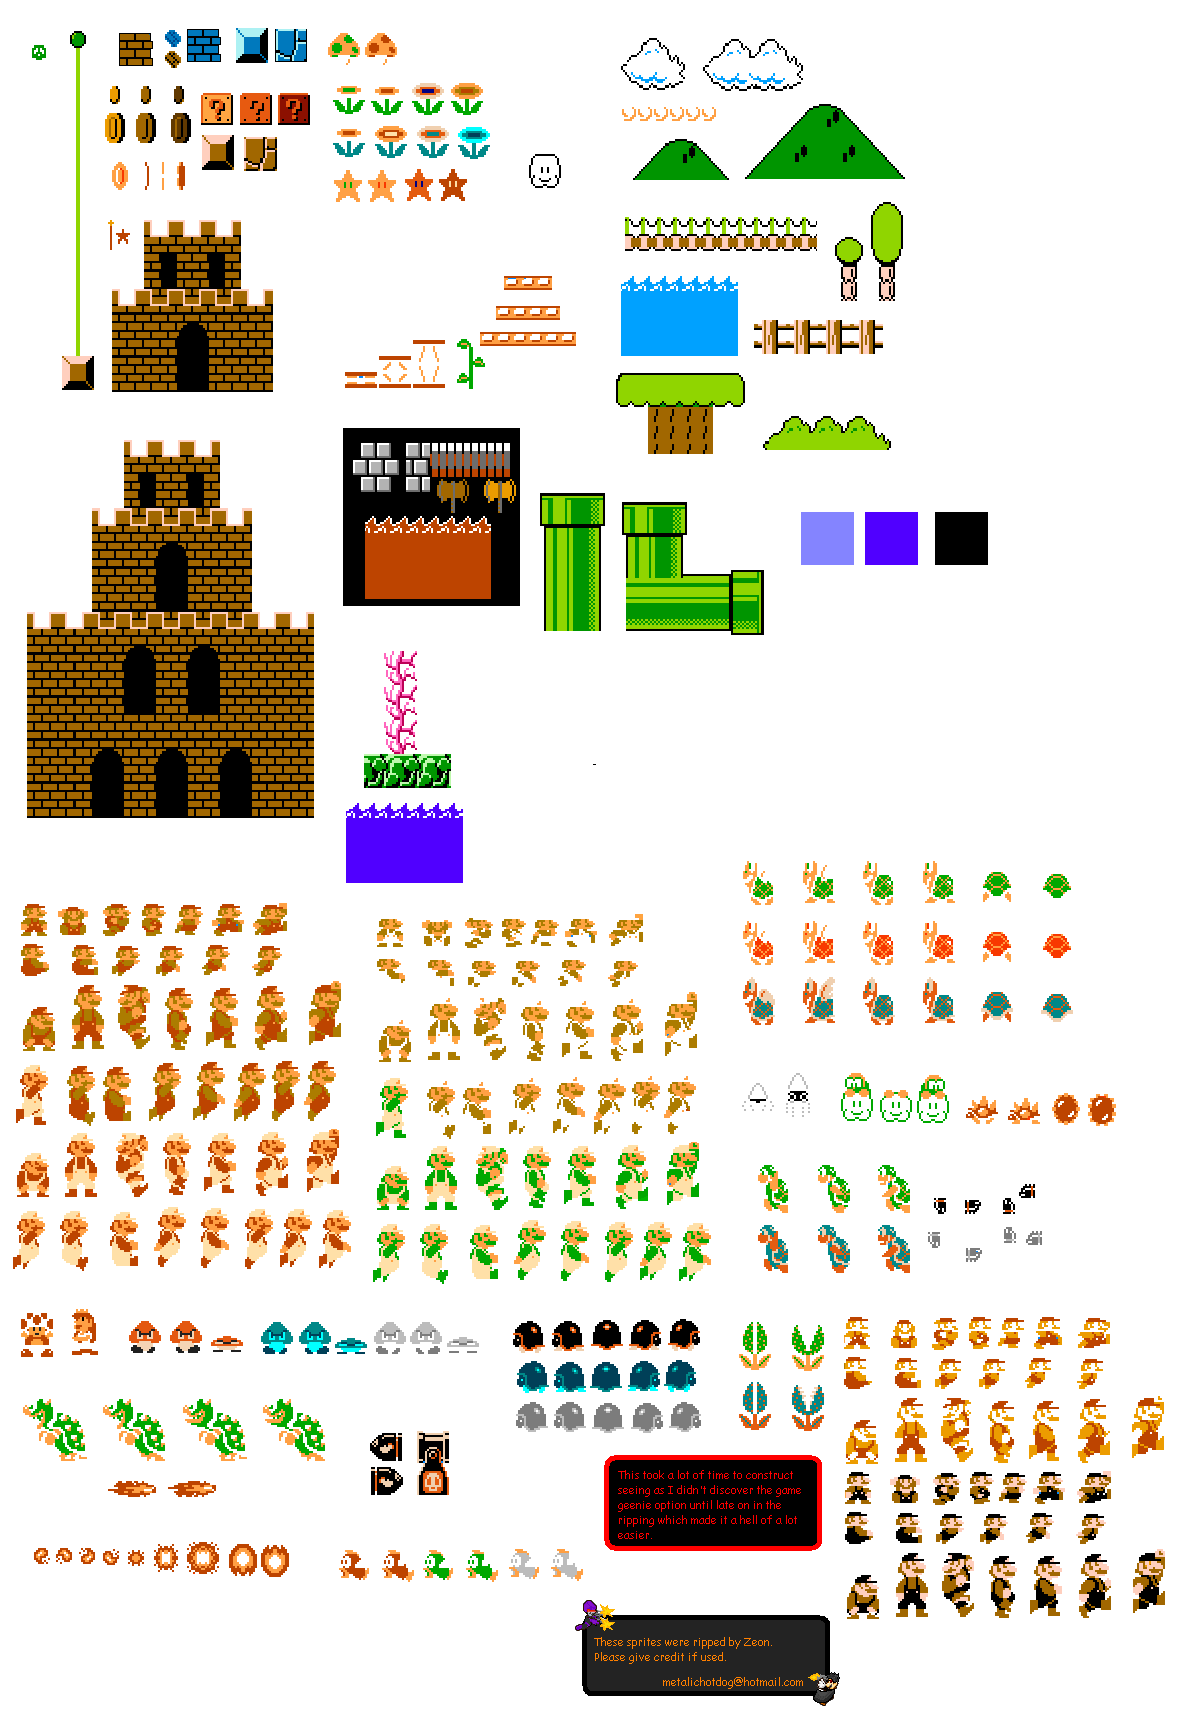 ? ? ?
This took a lot of time to construct
seeing as I didn't discover the game
geenie option until late on in the
ripping which made it a hell of a lot
easier.
These sprites were ripped by Zeon.
Please give credit if used.
metalichotdog@hotmail.com